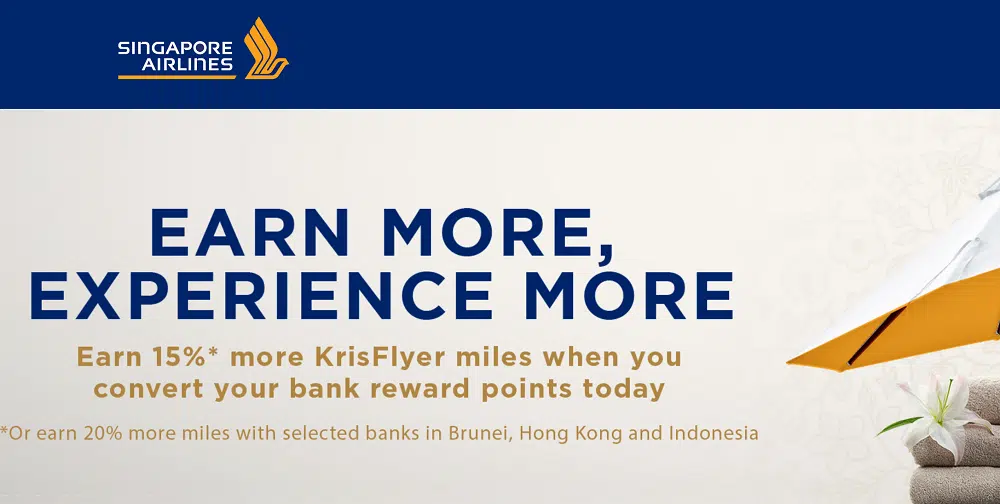 SINGAPORE
AIRLINES
EARN MORE,
EXPERIENCE MORE
Earn 15%* more KrisFlyer miles when you
convert your bank reward points today
*Or earn 20% more miles with selected banks in Brunei, Hong Kong and Indonesia